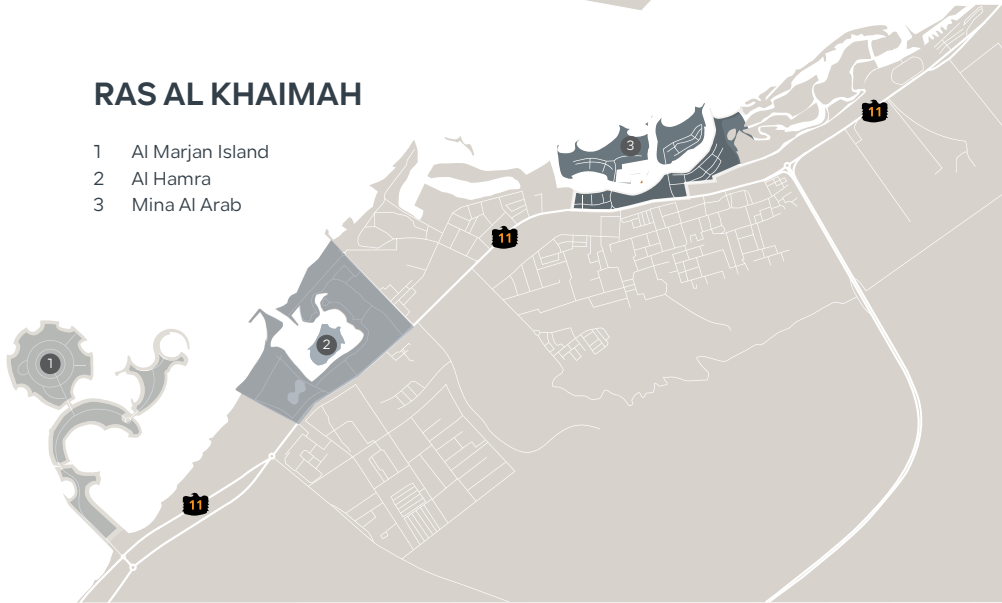 RAS AL KHAIMAH
1 Al Marjan Island
2 Al Hamra
3 Mina Al Arab
11
3
11
2
1
11